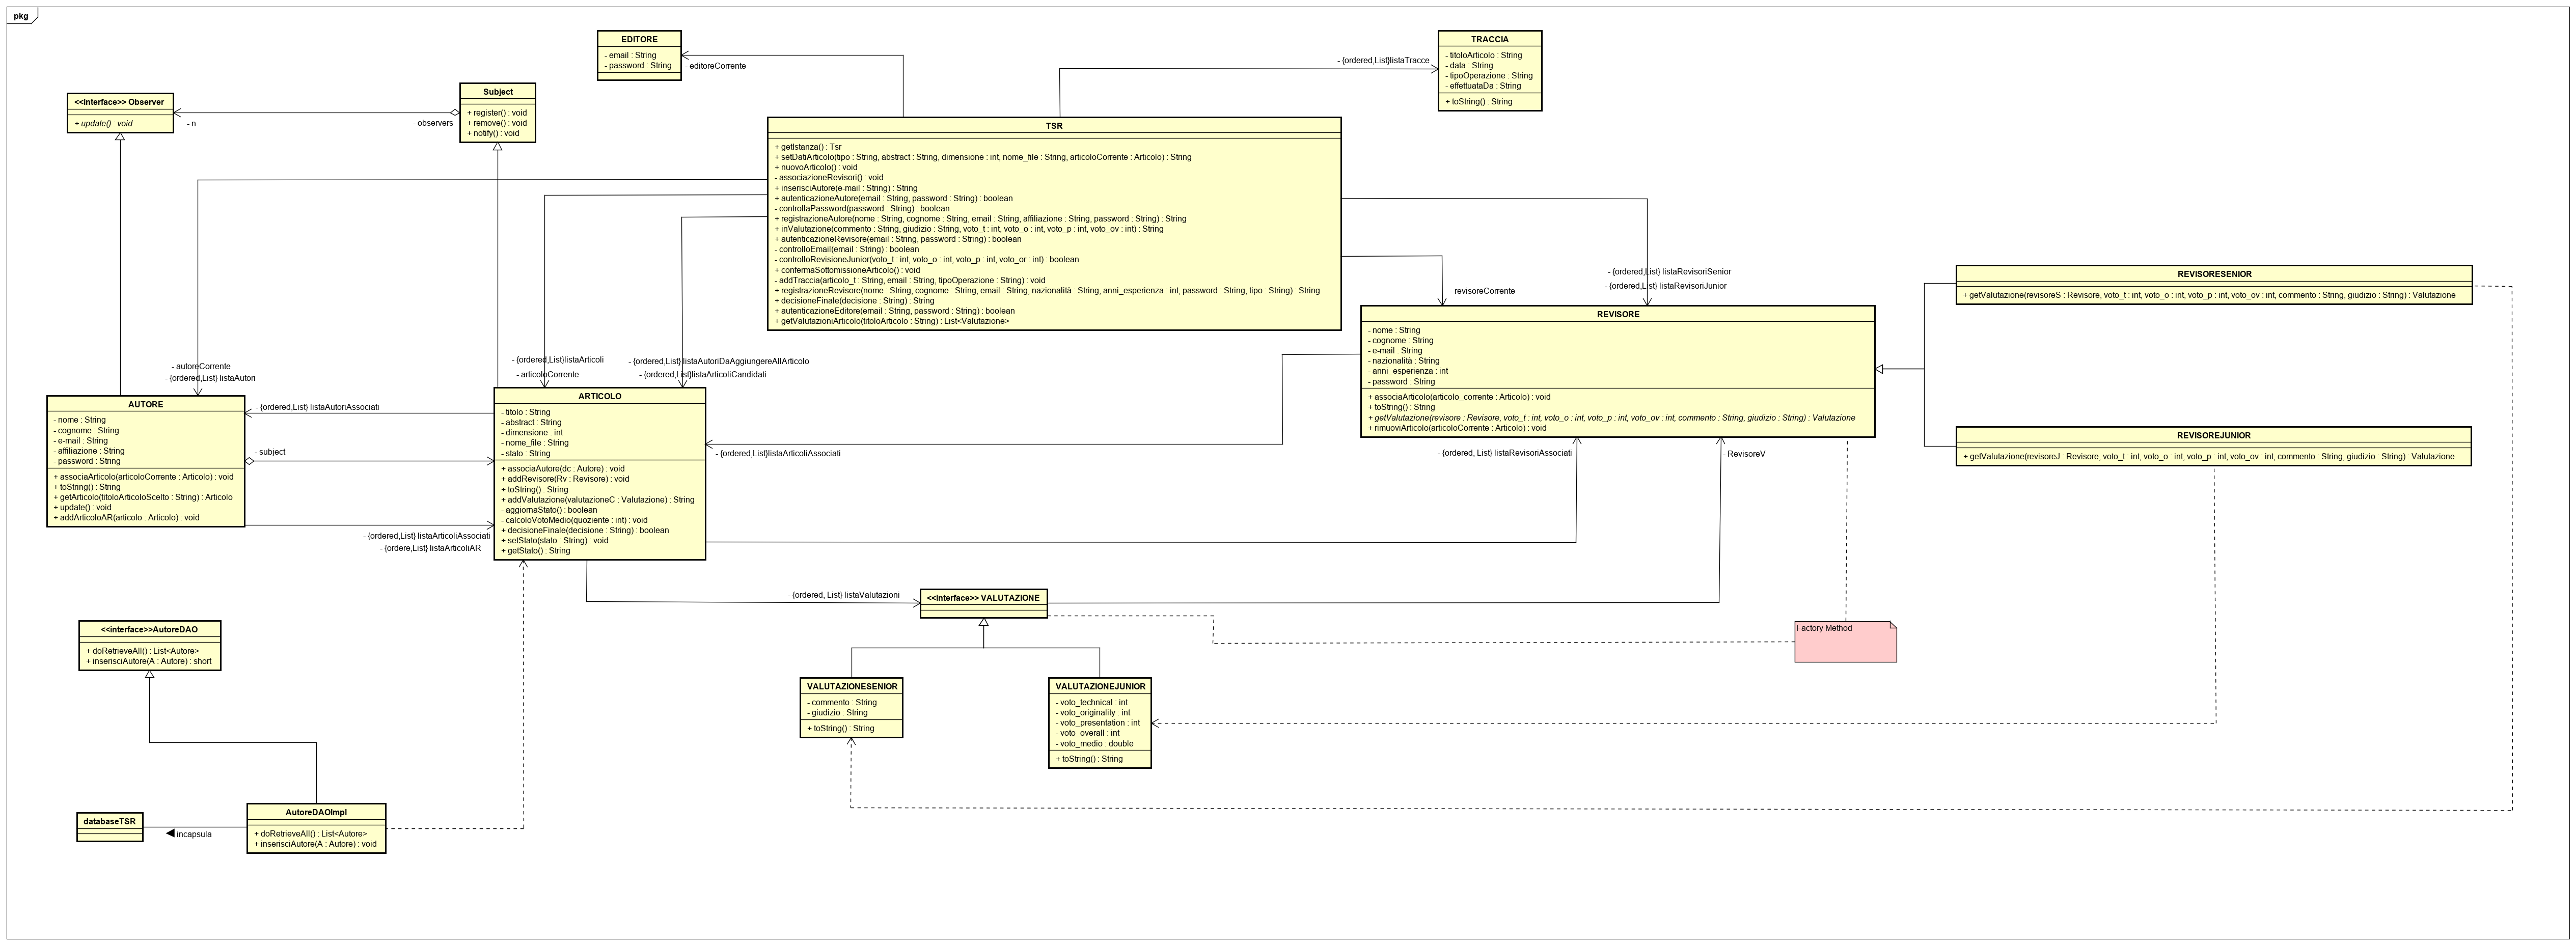 pkg
EDITORE
- email : String
- password : String
- editoreCorrente
TRACCIA
- titoloArticolo : String
- data : String
- tipoOperazione : String
- effettuataDa : String
+ toString() : String
- {ordered,List}listaTracce
<<interface>> Observer
+ update() : void
- n
- observers
Subject
+ register() : void
+ remove() : void
+ notify() : void
TSR
+ getIstanza() : Tsr
+ setDatiArticolo(tipo : String, abstract : String, dimensione : int, nome_file : String, articoloCorrente : Articolo) : String
+ nuovoArticolo() : void
- associazioneRevisori() : void
+ inserisciAutore(e-mail : String) : String
+ autenticazioneAutore(email : String, password : String) : boolean
- controllaPassword(password : String) : boolean
+ registrazioneAutore(nome : String, cognome : String, email : String, affiliazione : String, password : String) : String
+ inValutazione(commento : String, giudizio : String, voto_t : int, voto_o : int, voto_p : int, voto_ov : int) : String
+ autenticazioneRevisore(email : String, password : String) : boolean
- controlloEmail(email : String) : boolean
- controlloRevisioneJunior(voto_t : int, voto_o : int, voto_p : int, voto_or : int) : boolean
+ confermaSottomissioneArticolo() : void
- addTraccia(articolo_t : String, email : String, tipoOperazione : String) : void
+ registrazioneRevisore(nome : String, cognome : String, email : String, nazionalità : String, anni_esperienza : int, password : String, tipo : String) : String
+ decisioneFinale(decisione : String) : String
+ autenticazioneEditore(email : String, password : String) : boolean
+ getValutazioniArticolo(titoloArticolo : String) : List<Valutazione>
- {ordered,List} listaRevisoriSenior
- {ordered,List} listaRevisoriJunior
- revisoreCorrente
REVISORESENIOR
+ getValutazione(revisoreS : Revisore, voto_t : int, voto_o : int, voto_p : int, voto_ov : int, commento : String, giudizio : String) : Valutazione
REVISORE
- nome : String
- cognome : String
- e-mail : String
- nazionalità : String
- anni_esperienza : int
- password : String
+ associaArticolo(articolo_corrente : Articolo) : void
+ toString() : String
+ getValutazione(revisore : Revisore, voto_t : int, voto_o : int, voto_p : int, voto_ov : int, commento : String, giudizio : String) : Valutazione
+ rimuoviArticolo(articoloCorrente : Articolo) : void
REVISOREJUNIOR
+ getValutazione(revisoreJ : Revisore, voto_t : int, voto_o : int, voto_p : int, voto_ov : int, commento : String, giudizio : String) : Valutazione
- autoreCorrente
- {ordered,List} listaAutori
- {ordered,List}listaArticoli
- articoloCorrente
- {ordered,List} listaAutoriDaAggiungereAllArticolo
- {ordered,List}listaArticoliCandidati
AUTORE
- nome : String
- cognome : String
- e-mail : String
- affiliazione : String
- password : String
+ associaArticolo(articoloCorrente : Articolo) : void
+ toString() : String
+ getArticolo(titoloArticoloScelto : String) : Articolo
+ update() : void
+ addArticoloAR(articolo : Articolo) : void
- {ordered,List} listaAutoriAssociati
- subject
- {ordered,List} listaArticoliAssociati
- {ordere,List} listaArticoliAR
ARTICOLO
- titolo : String
- abstract : String
- dimensione : int
- nome_file : String
- stato : String
+ associaAutore(dc : Autore) : void
+ addRevisore(Rv : Revisore) : void
+ toString() : String
+ addValutazione(valutazioneC : Valutazione) : String
- aggiornaStato() : boolean
- calcoloVotoMedio(quoziente : int) : void
+ decisioneFinale(decisione : String) : boolean
+ setStato(stato : String) : void
+ getStato() : String
- {ordered,List}listaArticoliAssociati
- {ordered, List} listaRevisoriAssociati
- RevisoreV
- {ordered, List} listaValutazioni
<<interface>> VALUTAZIONE
Factory Method
<<interface>>AutoreDAO
+ doRetrieveAll() : List<Autore>
+ inserisciAutore(A : Autore) : short
VALUTAZIONESENIOR
- commento : String
- giudizio : String
+ toString() : String
VALUTAZIONEJUNIOR
- voto_technical : int
- voto_originality : int
- voto_presentation : int
- voto_overall : int
- voto_medio : double
+ toString() : String
databaseTSR
incapsula
AutoreDAOImpl
+ doRetrieveAll() : List<Autore>
+ inserisciAutore(A : Autore) : void